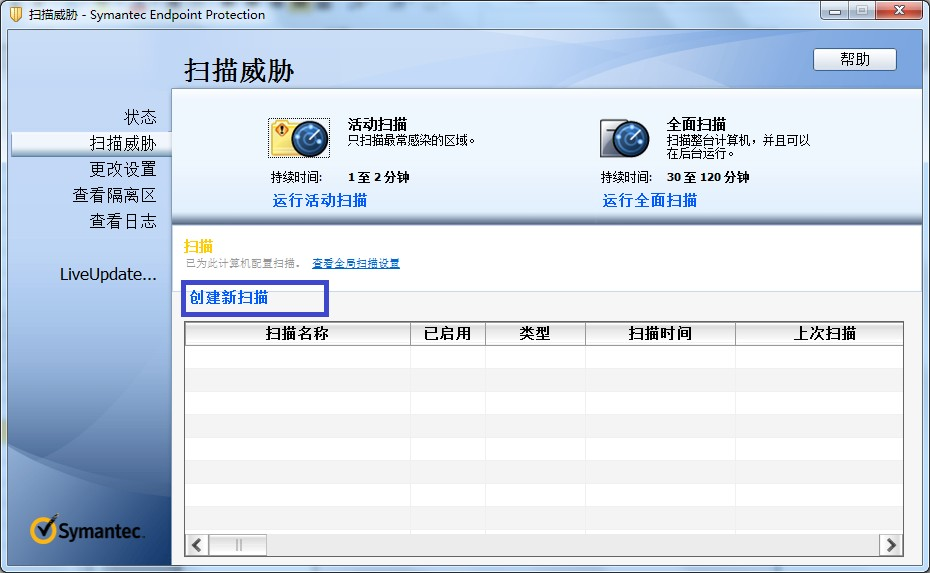 扫描威胁 - Symantec Endpoint Protection
扫描威胁
帮助
状态
扫描威胁
更改设置
查看隔离区
查看日志
LiveUpdate...
活动扫描
只扫描最常感染的区域。
持续时间: 1 至 2 分钟
运行活动扫描
全面扫描
扫描整台计算机，并且可以
在后台运行。
持续时间: 30 至 120 分钟
运行全面扫描
扫描
已为此计算机配置扫描。 查看全局扫描设置
创建新扫描
扫描名称 已启用 类型 扫描时间 上次扫描
Symantec.